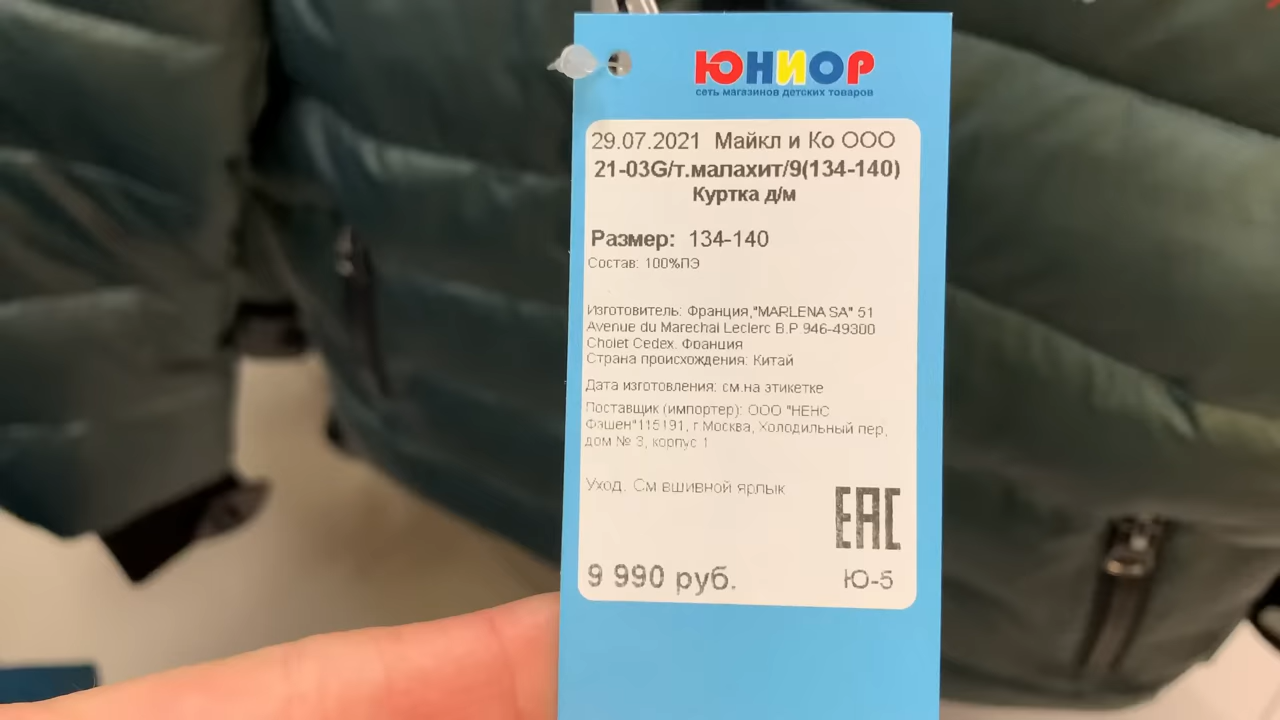 ЮНИОР
сеть магазинов детских товаров
29.07.2021 Майкл и Ко ООО
21-03G/т.малахит/9(134-140)
Куртка д/м
Размер: 134-140
Состав: 100%ПЭ
Изготовитель: Франция,"MARLENA SA" 51
Avenue du Marechal Leclerc B.P 946-49300
Cholet Cedex. Франция
Страна происхождения: Китай
Дата изготовления: см.на этикетке
Поставщик (импортер): ООО "НЕНС
Фэшен"115191, г Москва, Холодильный пер,
дом № 3, корпус 1
Уход. См вшивной ярлык
EAC
9 990 руб.
Ю-5